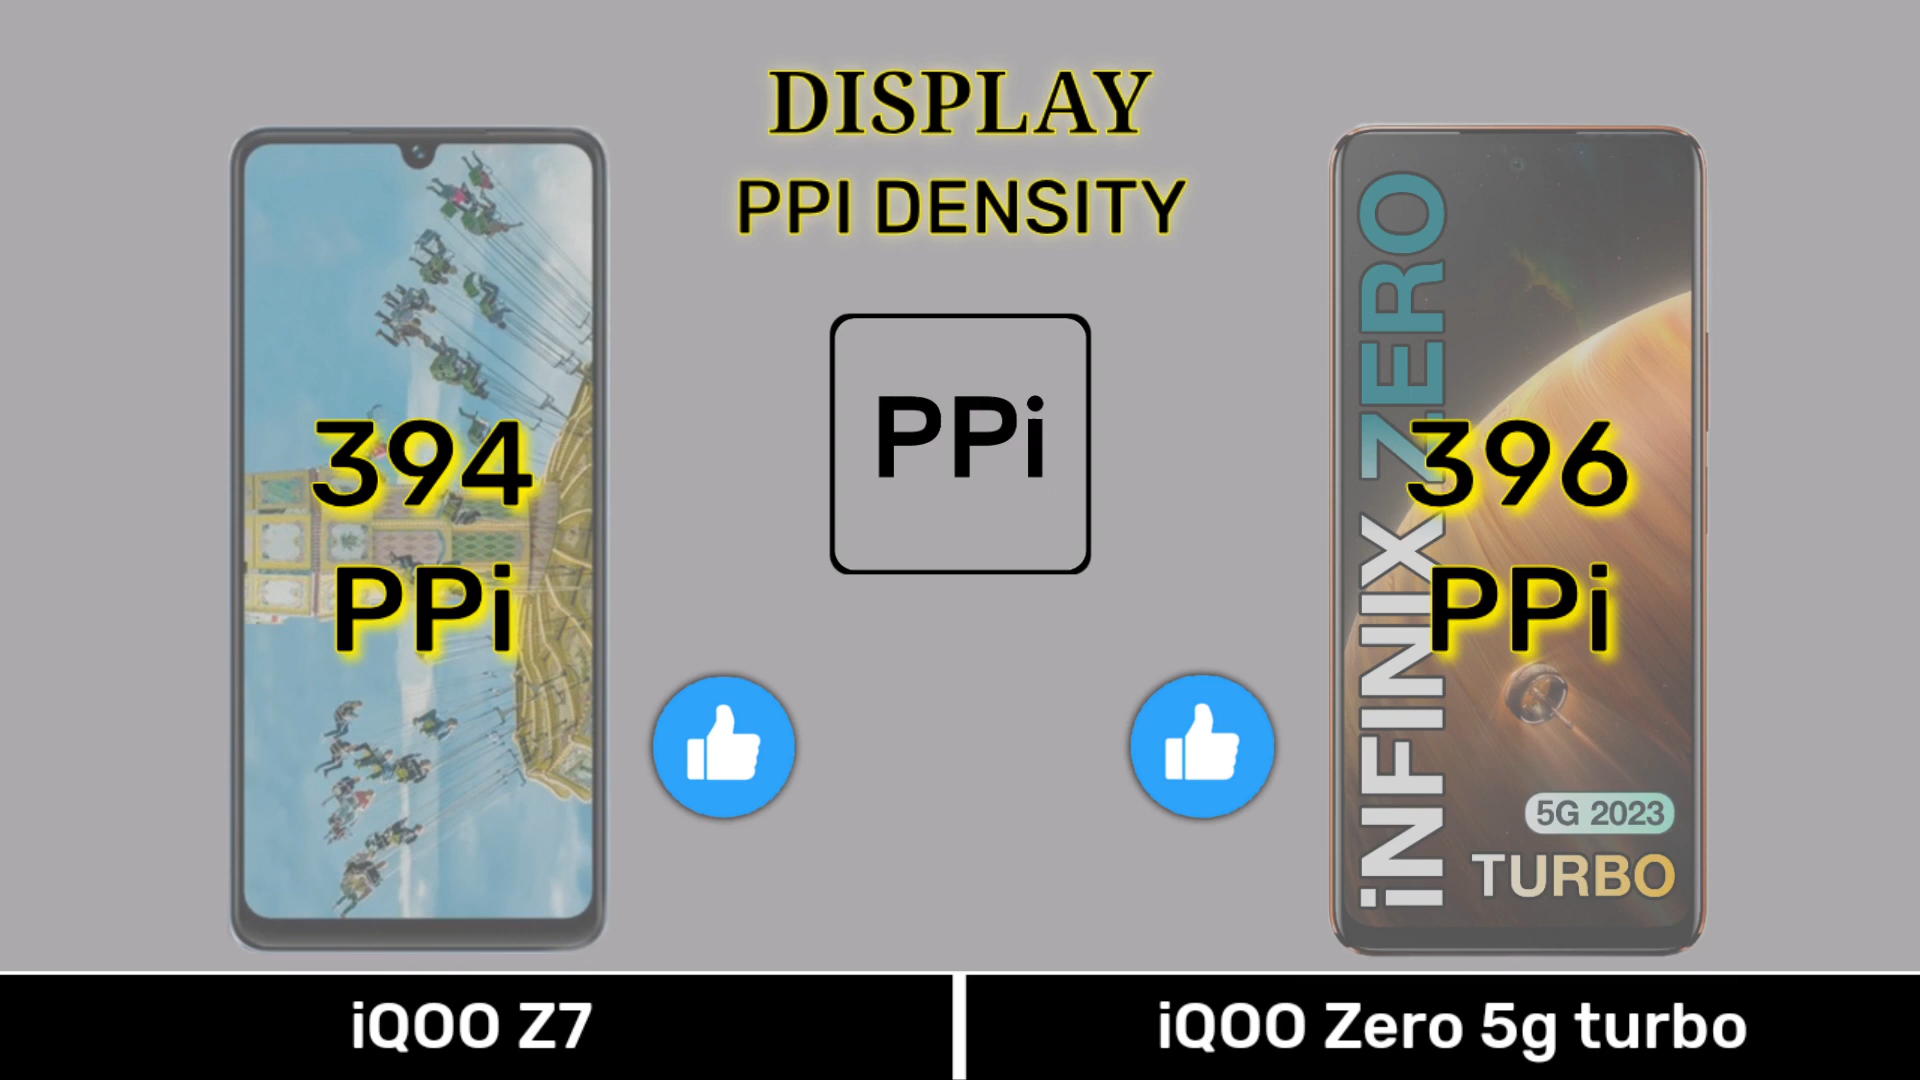 DISPLAY
PPI DENSITY
PPi
394
PPi
396
PPi
iNFINIX ZERO
5G 2023
TURBO
iQOO Z7
iQOO Zero 5g turbo